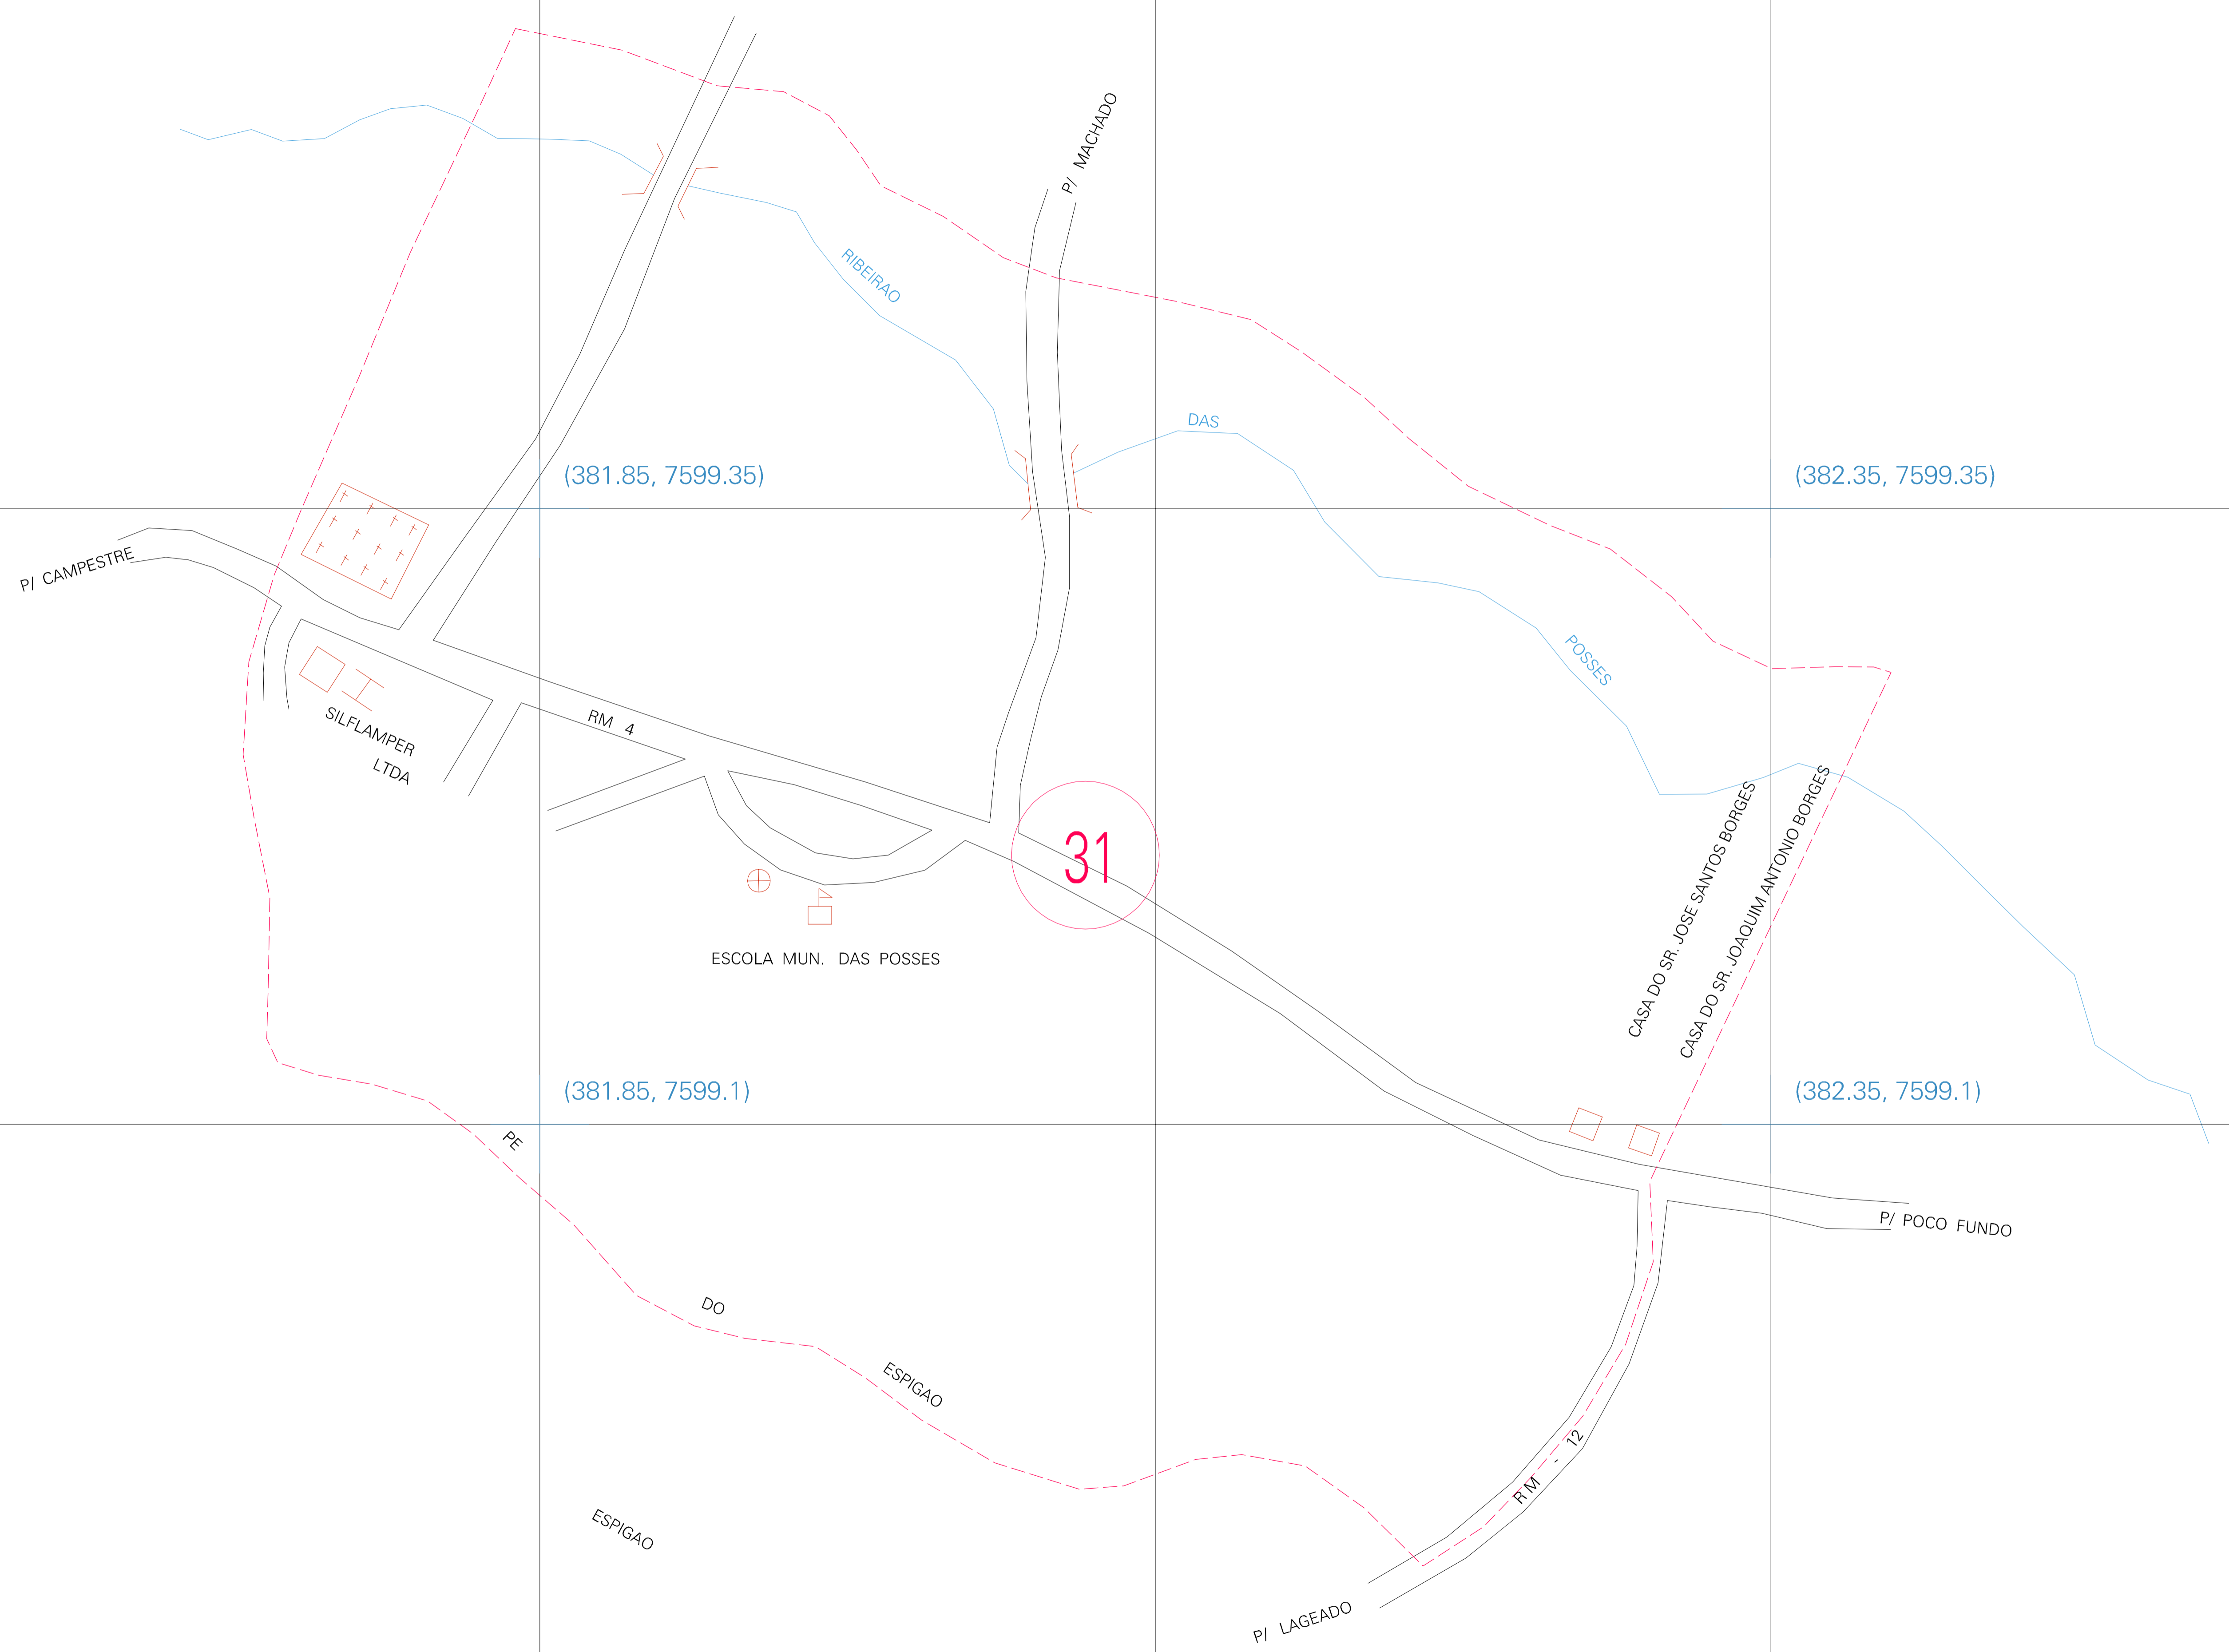 P/ MACHADO
RIBEIRAO
DAS
(381.85, 7599.35)
(382.35, 7599.35)
P/ CAMPESTRE
POSSES
SILFLAMPER
LTDA
RM 4
31
CASA DO SR. JOSE SANTOS BORGES
CASA DO SR. JOAQUIM ANTONIO BORGES
ESCOLA MUN. DAS POSSES
(381.85, 7599.1)
(382.35, 7599.1)
PE
DO
ESPIGAO
P/ POCO FUNDO
RM - 12
ESPIGAO
P/ LAGEADO